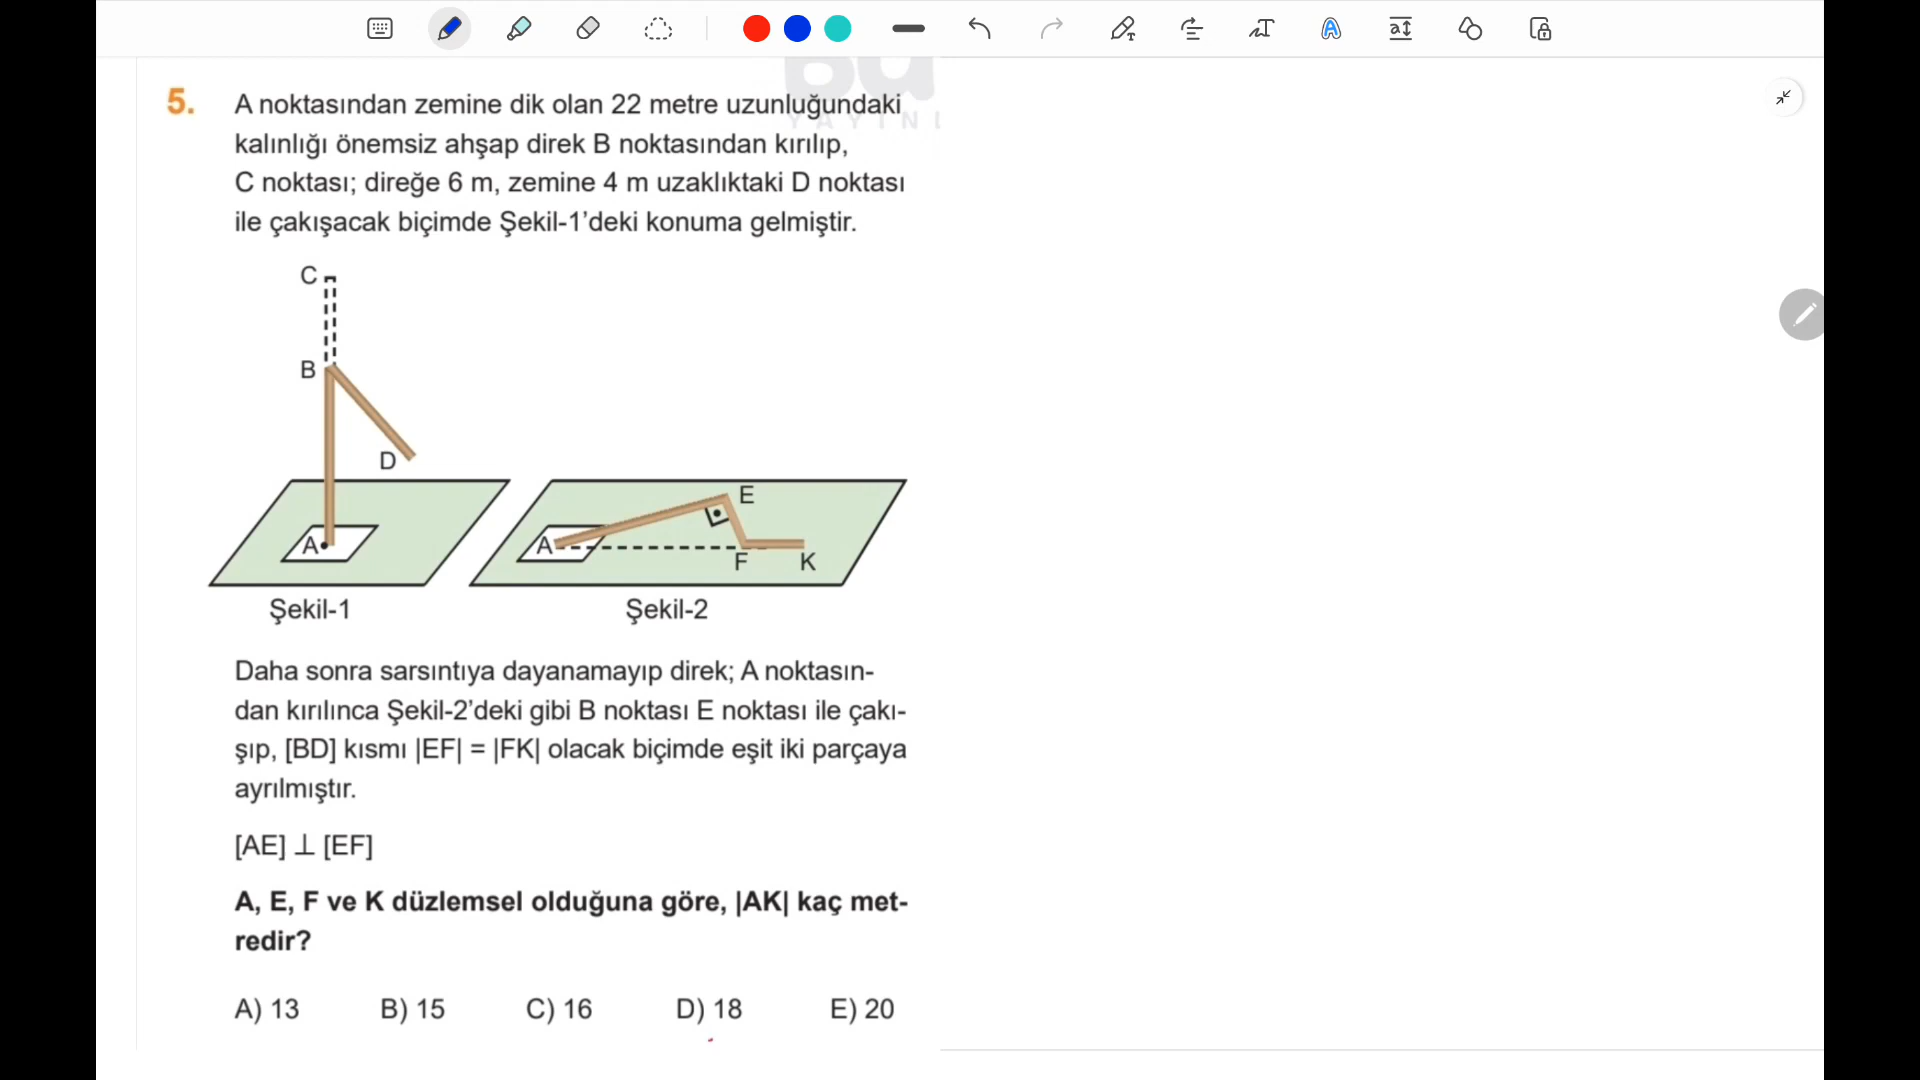 5. A noktasından zemine dik olan 22 metre uzunluğundaki
kalınlığı önemsiz ahşap direk B noktasından kırılıp,
C noktası; direğe 6 m, zemine 4 m uzaklıktaki D noktası
ile çakışacak biçimde Şekil-1’deki konuma gelmiştir.
C
B
D
A
Şekil-1
E
A
F
K
Şekil-2
Daha sonra sarsıntıya dayanamayıp direk; A noktasın-
dan kırılınca Şekil-2’deki gibi B noktası E noktası ile çakı-
şıp, [BD] kısmı |EF| = |FK| olacak biçimde eşit iki parçaya
ayrılmıştır.
[AE] ⊥ [EF]
A, E, F ve K düzlemsel olduğuna göre, |AK| kaç met-
redir?
A) 13 B) 15 C) 16 D) 18 E) 20